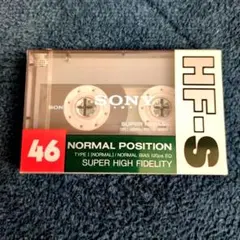 SONY
HF-S
46
NORMAL POSITION
TYPE I (NORMAL) / NORMAL BIAS 120μs EQ
SUPER HIGH FIDELITY